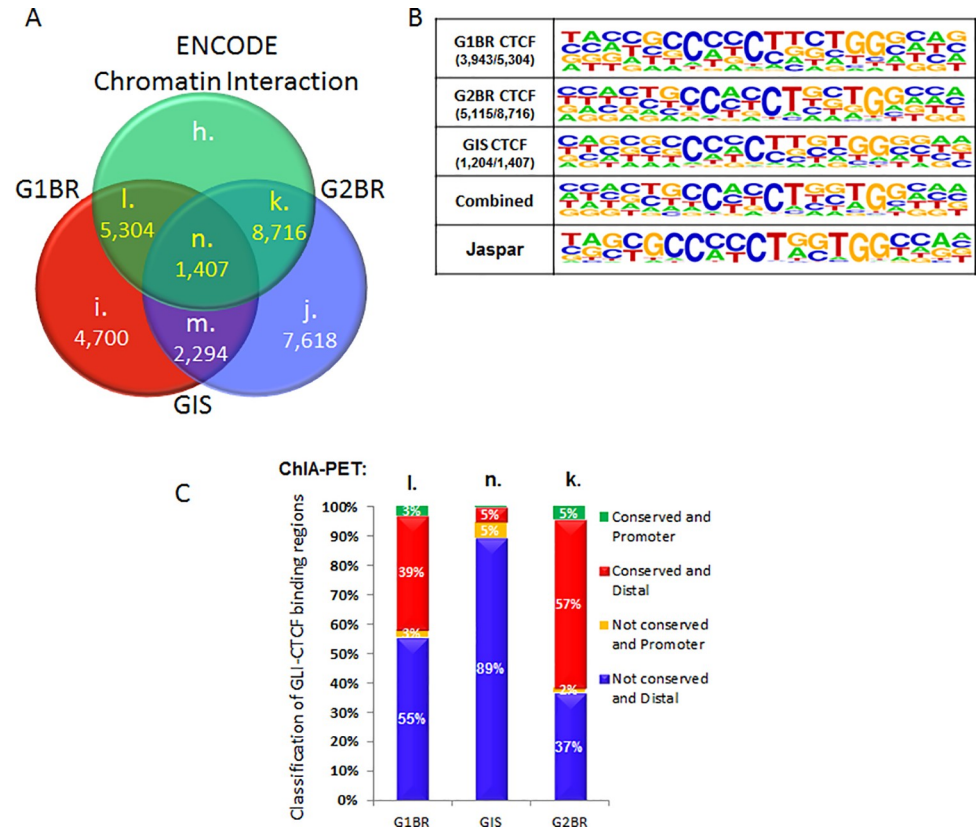 A
ENCODE
Chromatin Interaction
h.
G1BR
G2BR
l.
5,304
k.
8,716
n.
1,407
i.
4,700
m.
2,294
j.
7,618
GIS
B
G1BR CTCF
(3,943/5,304)
G2BR CTCF
(5,115/8,716)
GIS CTCF
(1,204/1,407)
Combined
Jaspar
C
ChIA-PET:
l.
n.
k.
Classification of GLI-CTCF binding regions
100%
90%
80%
70%
60%
50%
40%
30%
20%
10%
0%
3%
39%
3%
55%
5%
5%
89%
5%
57%
2%
37%
G1BR
GIS
G2BR
Conserved and
Promoter
Conserved and
Distal
Not conserved
and Promoter
Not conserved
and Distal